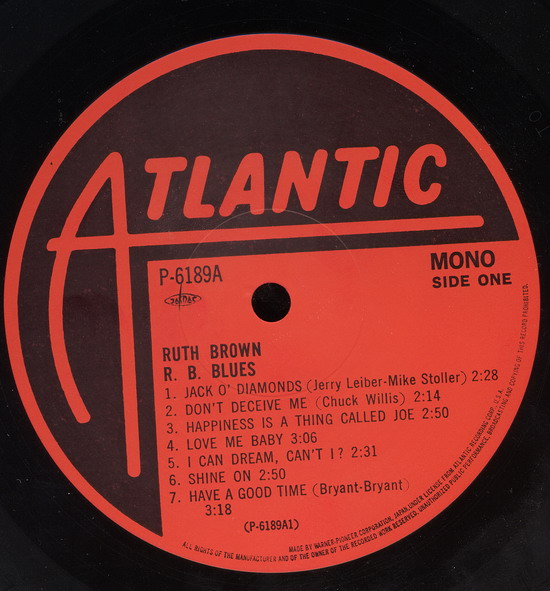 ATLANTIC
P-6189A
MONO
SIDE ONE
JASRAC
RUTH BROWN
R. B. BLUES
1. JACK O' DIAMONDS (Jerry Leiber-Mike Stoller) 2:28
2. DON'T DECEIVE ME (Chuck Willis) 2:14
3. HAPPINESS IS A THING CALLED JOE 2:50
4. LOVE ME BABY 3:06
5. I CAN DREAM, CAN'T I? 2:31
6. SHINE ON 2:50
7. HAVE A GOOD TIME (Bryant-Bryant)
3:18
(P-6189A1)
MADE BY WARNER-PIONEER CORPORATION, JAPAN, UNDER LICENSE FROM ATLANTIC RECORDING CORP., U.S.A.
ALL RIGHTS OF THE MANUFACTURER AND OF THE OWNER OF THE RECORDED WORK RESERVED. UNAUTHORIZED PUBLIC PERFORMANCE, BROADCASTING AND COPYING OF THIS RECORD PROHIBITED.